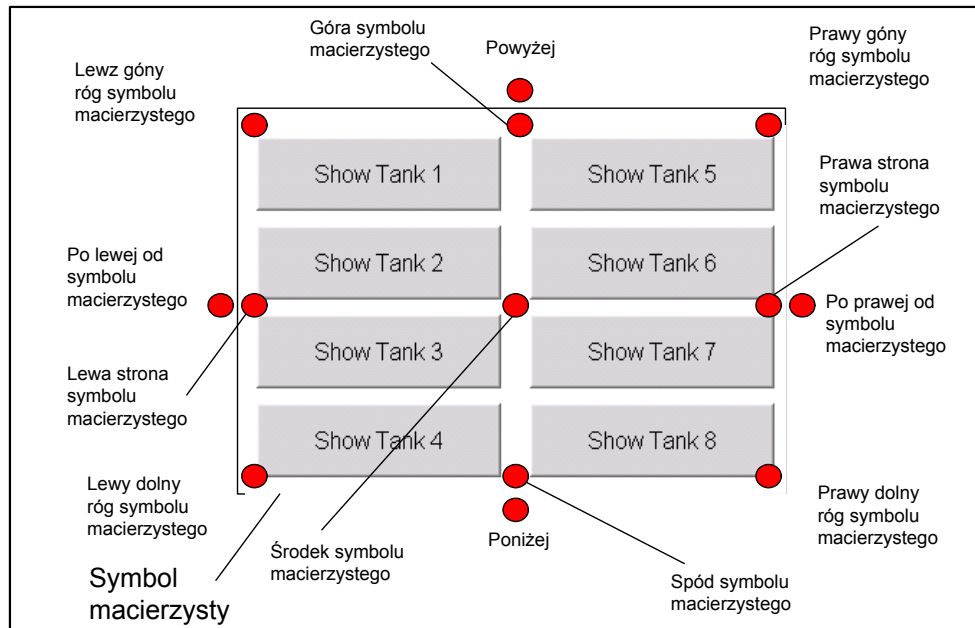 Góra symbolu
macierzystego
Powyżej
Prawy góny
róg symbolu
macierzystego
Lewz góny
róg symbolu
macierzystego
Show Tank 1
Show Tank 5
Prawa strona
symbolu
macierzystego
Po lewej od
symbolu
macierzystego
Show Tank 2
Show Tank 6
Po prawej od
symbolu
macierzystego
Show Tank 3
Show Tank 7
Lewa strona
symbolu
macierzystego
Show Tank 4
Show Tank 8
Lewy dolny
róg symbolu
macierzystego
Prawy dolny
róg symbolu
macierzystego
Środek symbolu
macierzystego
Poniżej
Symbol
macierzysty
Spód symbolu
macierzystego